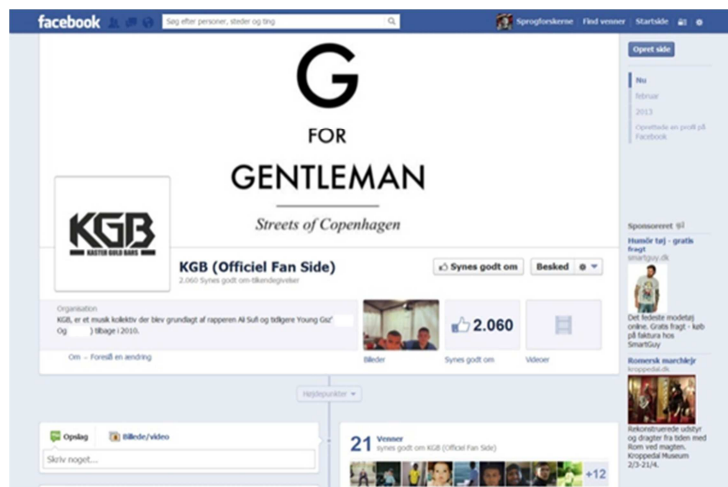 facebook
Søg efter personer, steder og ting
Sprogforskerne Find venner Startside
Opret side
G
FOR
GENTLEMAN
Streets of Copenhagen
KGB
KASTER GULD BARS
Nu
februar
2013
Oprettede en profil på
Facebook
KGB (Officiel Fan Side)
2.060 Synes godt om-tilkendegivelser
Synes godt om
Besked
Organisation
KGB, er et musik kolektiv der blev grundlagt af rapperen Ali Sufi og tidligere Young Gsz'
Og ) tilbage i 2010.
Om – Foreslå en ændring
Billeder
2.060
Synes godt om
Videoer
Højdepunkter
Opslag
Billede/video
Skriv noget...
21 Venner
synes godt om KGB (Officiel Fan Side)
+12
Sponsoreret
Humör tøj - gratis
fragt
smartguy.dk
Det fedeste modetøj
online. Gratis fragt - køb
på faktura hos
SmartGuy
Romersk marchlejr
kroppedal.dk
Rekonstruerede udstyr
og dragter fra tiden med
Rom ved magten.
Kroppedal Museum
2/3-21/4.